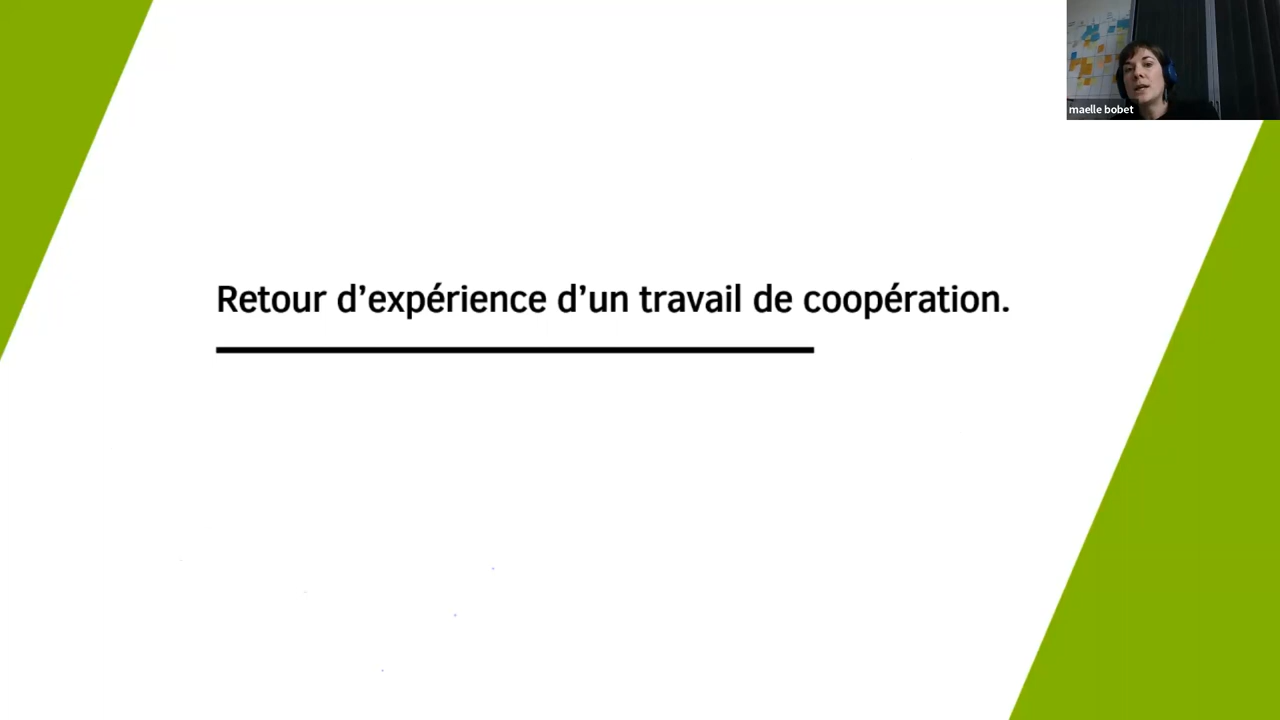 maelle bobet
Retour d’expérience d’un travail de coopération.